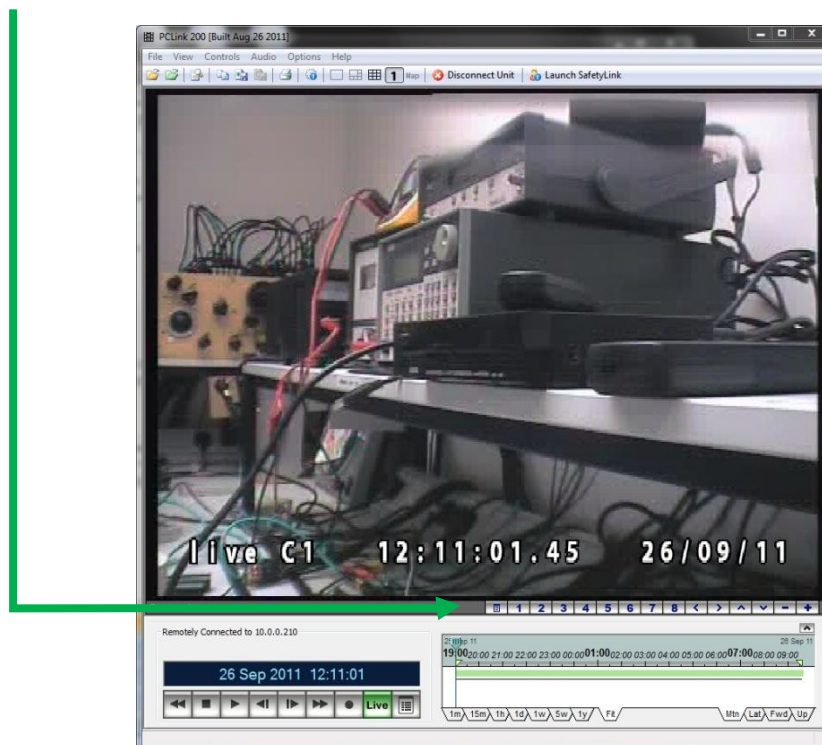 PCLink 200 [Built Aug 26 2011]
File View Controls Audio Options Help
1 Map Disconnect Unit Launch SafetyLink
live C1 12:11:01.45 26/09/11
1 2 3 4 5 6 7 8 < > ^ v - +
Remotely Connected to 10.0.0.210
26 Sep 11
19:00 20:00 21:00 22:00 23:00 00:00 01:00 02:00 03:00 04:00 05:00 06:00 07:00 08:00 09:00
26 Sep 2011 12:11:01
Live
1m 15m 1h 1d 1w 5w 1y Fit Mtn Lat Fwd Up